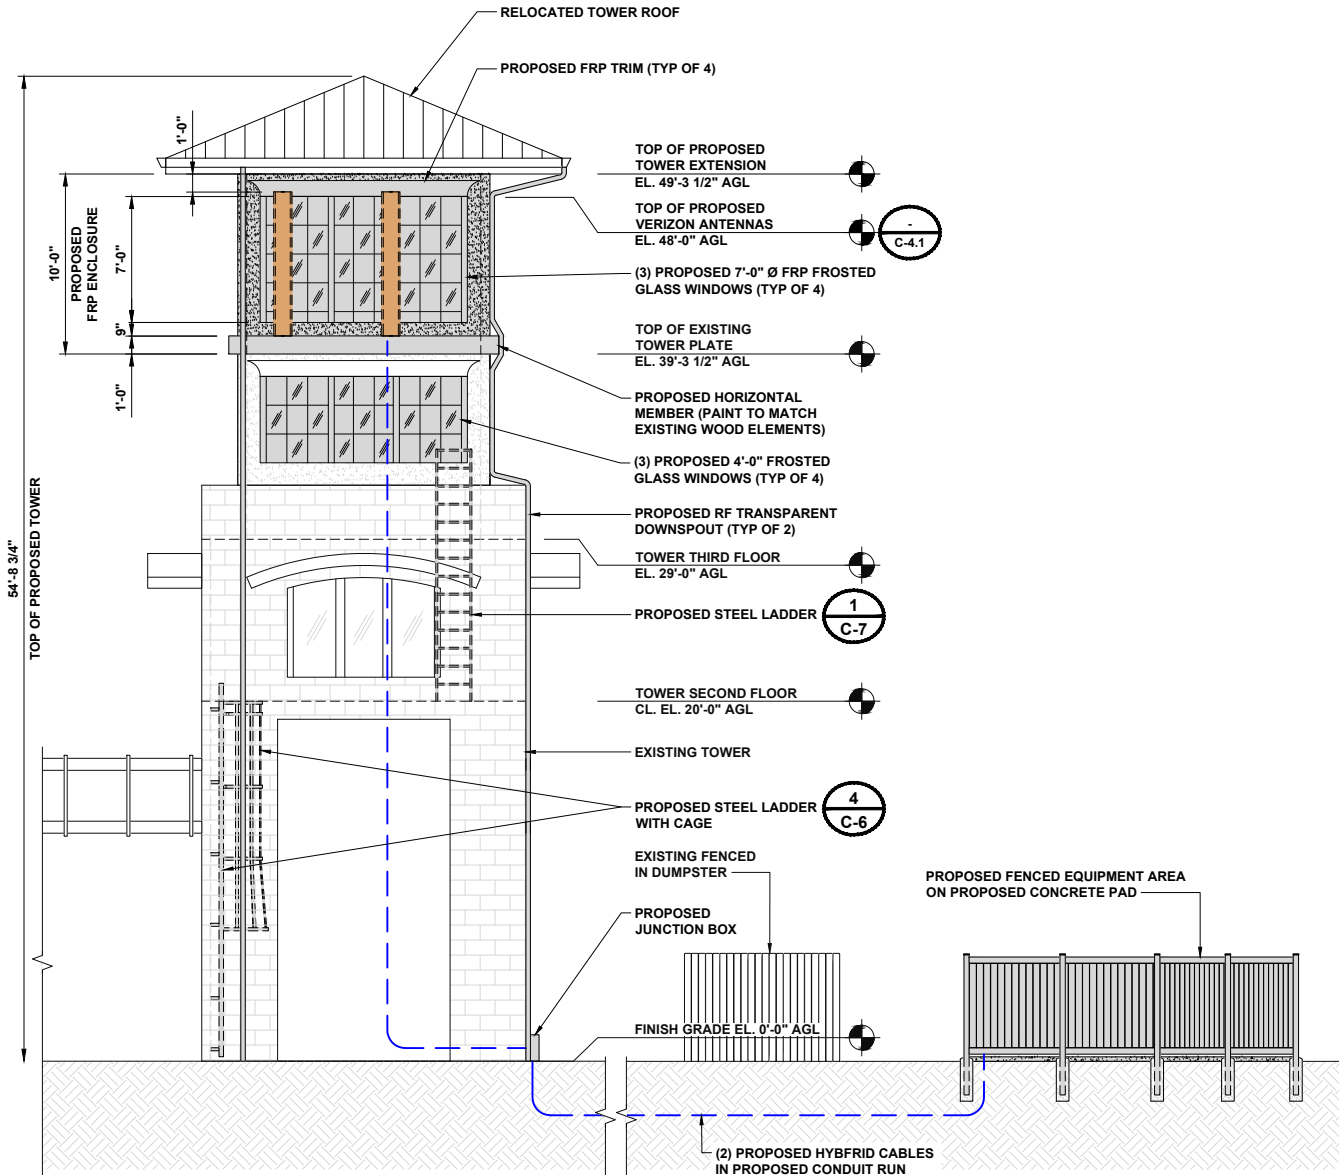 RELOCATED TOWER ROOF
PROPOSED FRP TRIM (TYP OF 4)
1'-0"
TOP OF PROPOSED
TOWER EXTENSION
EL. 49'-3 1/2" AGL
TOP OF PROPOSED
VERIZON ANTENNAS
EL. 48'-0" AGL
-
C-4.1
10'-0"
PROPOSED
FRP ENCLOSURE
7'-0"
(3) PROPOSED 7'-0" Ø FRP FROSTED
GLASS WINDOWS (TYP OF 4)
9"
TOP OF EXISTING
TOWER PLATE
EL. 39'-3 1/2" AGL
1'-0"
PROPOSED HORIZONTAL
MEMBER (PAINT TO MATCH
EXISTING WOOD ELEMENTS)
(3) PROPOSED 4'-0" FROSTED
GLASS WINDOWS (TYP OF 4)
PROPOSED RF TRANSPARENT
DOWNSPOUT (TYP OF 2)
54'-8 3/4"
TOP OF PROPOSED TOWER
TOWER THIRD FLOOR
EL. 29'-0" AGL
PROPOSED STEEL LADDER
1
C-7
TOWER SECOND FLOOR
CL. EL. 20'-0" AGL
EXISTING TOWER
PROPOSED STEEL LADDER
WITH CAGE
4
C-6
EXISTING FENCED
IN DUMPSTER
PROPOSED FENCED EQUIPMENT AREA
ON PROPOSED CONCRETE PAD
PROPOSED
JUNCTION BOX
FINISH GRADE EL. 0'-0" AGL
(2) PROPOSED HYBFRID CABLES
IN PROPOSED CONDUIT RUN